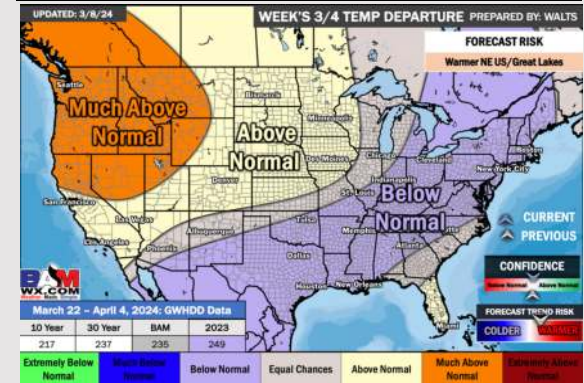 UPDATED: 3/8/24
WEEK'S 3/4 TEMP DEPARTURE PREPARED BY: WALTS
FORECAST RISK
Warmer NE US/Great Lakes
Seattle
Much Above
Normal
Bismarck
Minneapolis
Above
Normal
Des Moines
Chicago
Cleveland
Boston
New York City
Denver
Indianapolis
St. Louis
Below
Normal
San Francisco
Las Vegas
Los Angeles
Albuquerque
Phoenix
Tulsa
Memphis
Atlanta
Dallas
Houston
New Orleans
Miami
CURRENT
PREVIOUS
CONFIDENCE
Below Normal
Above Normal
FORECAST TREND RISK
COLDER
WARMER
BAM
WX.COM
March 22 – April 4, 2024: GWHDD Data
10 Year 30 Year BAM 2023
217 237 235 249
Extremely Below Normal
Much Below Normal
Below Normal
Equal Chances
Above Normal
Much Above Normal
Extremely Above Normal